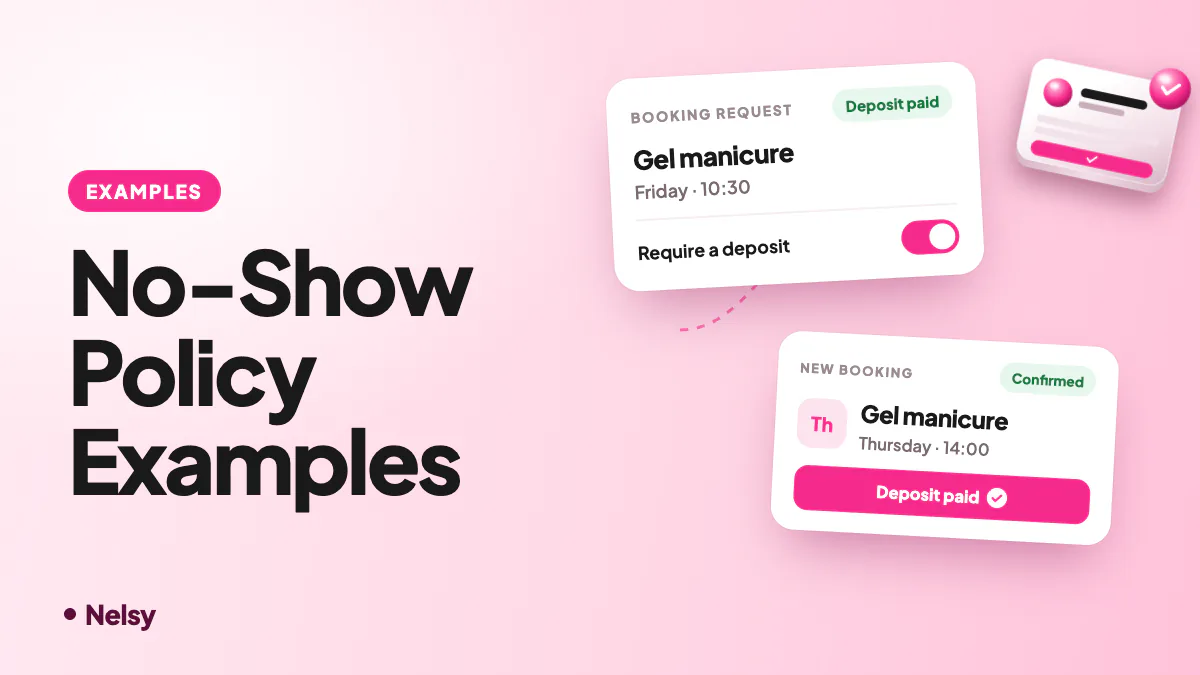 EXAMPLES
No-Show
Policy
Examples
Nelsy
BOOKING REQUEST
Deposit paid
Gel manicure
Friday · 10:30
Require a deposit
NEW BOOKING
Confirmed
Th
Gel manicure
Thursday · 14:00
Deposit paid